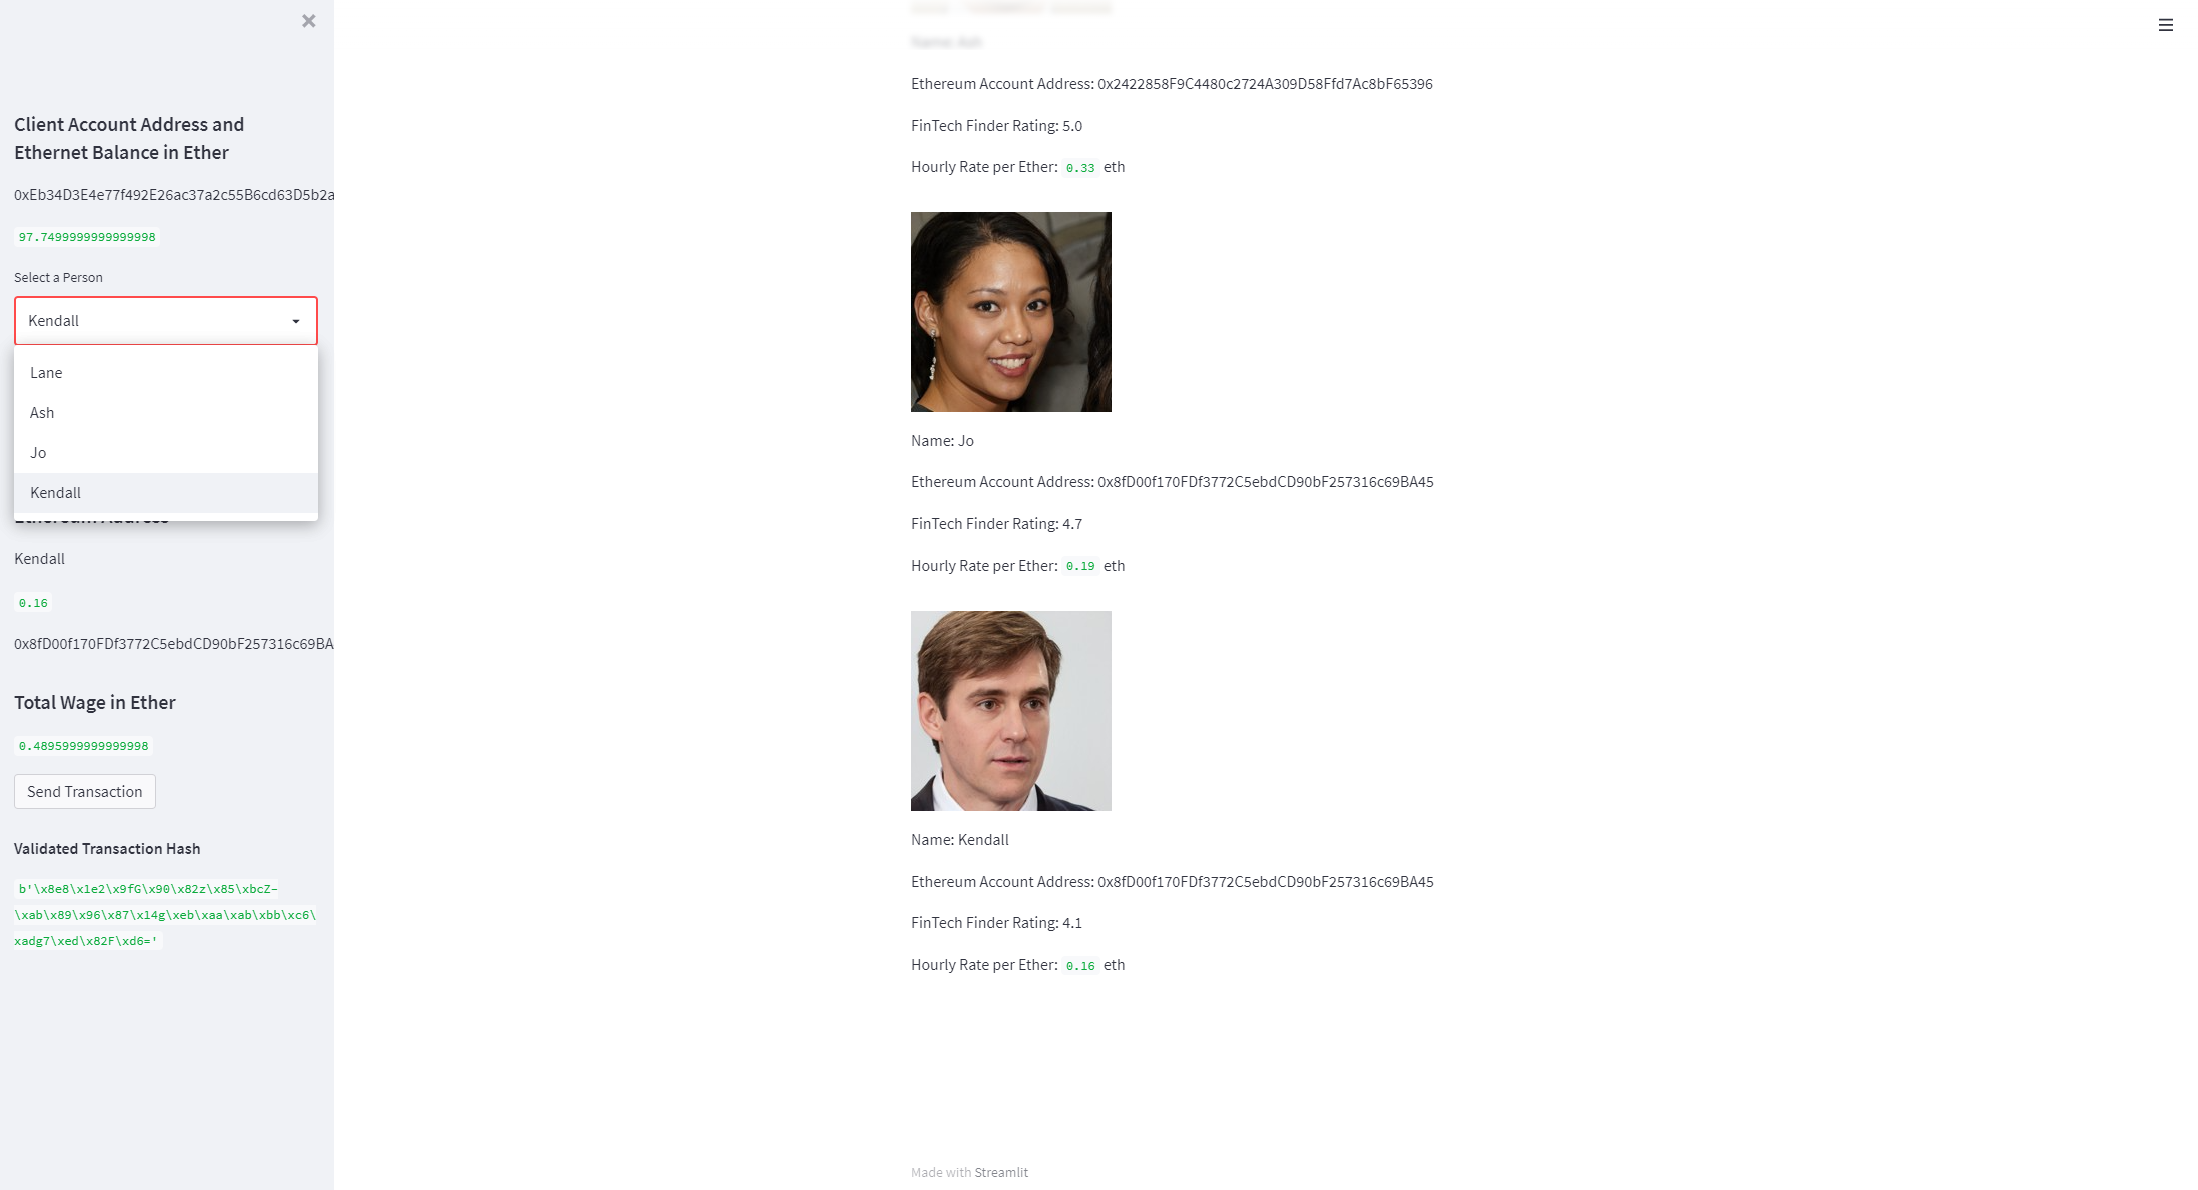 ×
Client Account Address and
Ethernet Balance in Ether
0xEb34D3E4e77f492E26ac37a2c55B6cd63D5b2a
97.7499999999999998
Select a Person
Kendall
Lane
Ash
Jo
Kendall
Ethereum Address
Kendall
0.16
0x8fD00f170FDf3772C5ebdCD90bF257316c69BA
Total Wage in Ether
0.4895999999999998
Send Transaction
Validated Transaction Hash
b'\x8e8\x1e2\x9fG\x90\x82z\x85\xbcZ-
\xab\x89\x96\x87\x14g\xeb\xaa\xab\xbb\xc6\
xadg7\xed\x82F\xd6='
Name: Ash
Ethereum Account Address: 0x2422858F9C4480c2724A309D58Ffd7Ac8bF65396
FinTech Finder Rating: 5.0
Hourly Rate per Ether: 0.33 eth
Name: Jo
Ethereum Account Address: 0x8fD00f170FDf3772C5ebdCD90bF257316c69BA45
FinTech Finder Rating: 4.7
Hourly Rate per Ether: 0.19 eth
Name: Kendall
Ethereum Account Address: 0x8fD00f170FDf3772C5ebdCD90bF257316c69BA45
FinTech Finder Rating: 4.1
Hourly Rate per Ether: 0.16 eth
Made with Streamlit